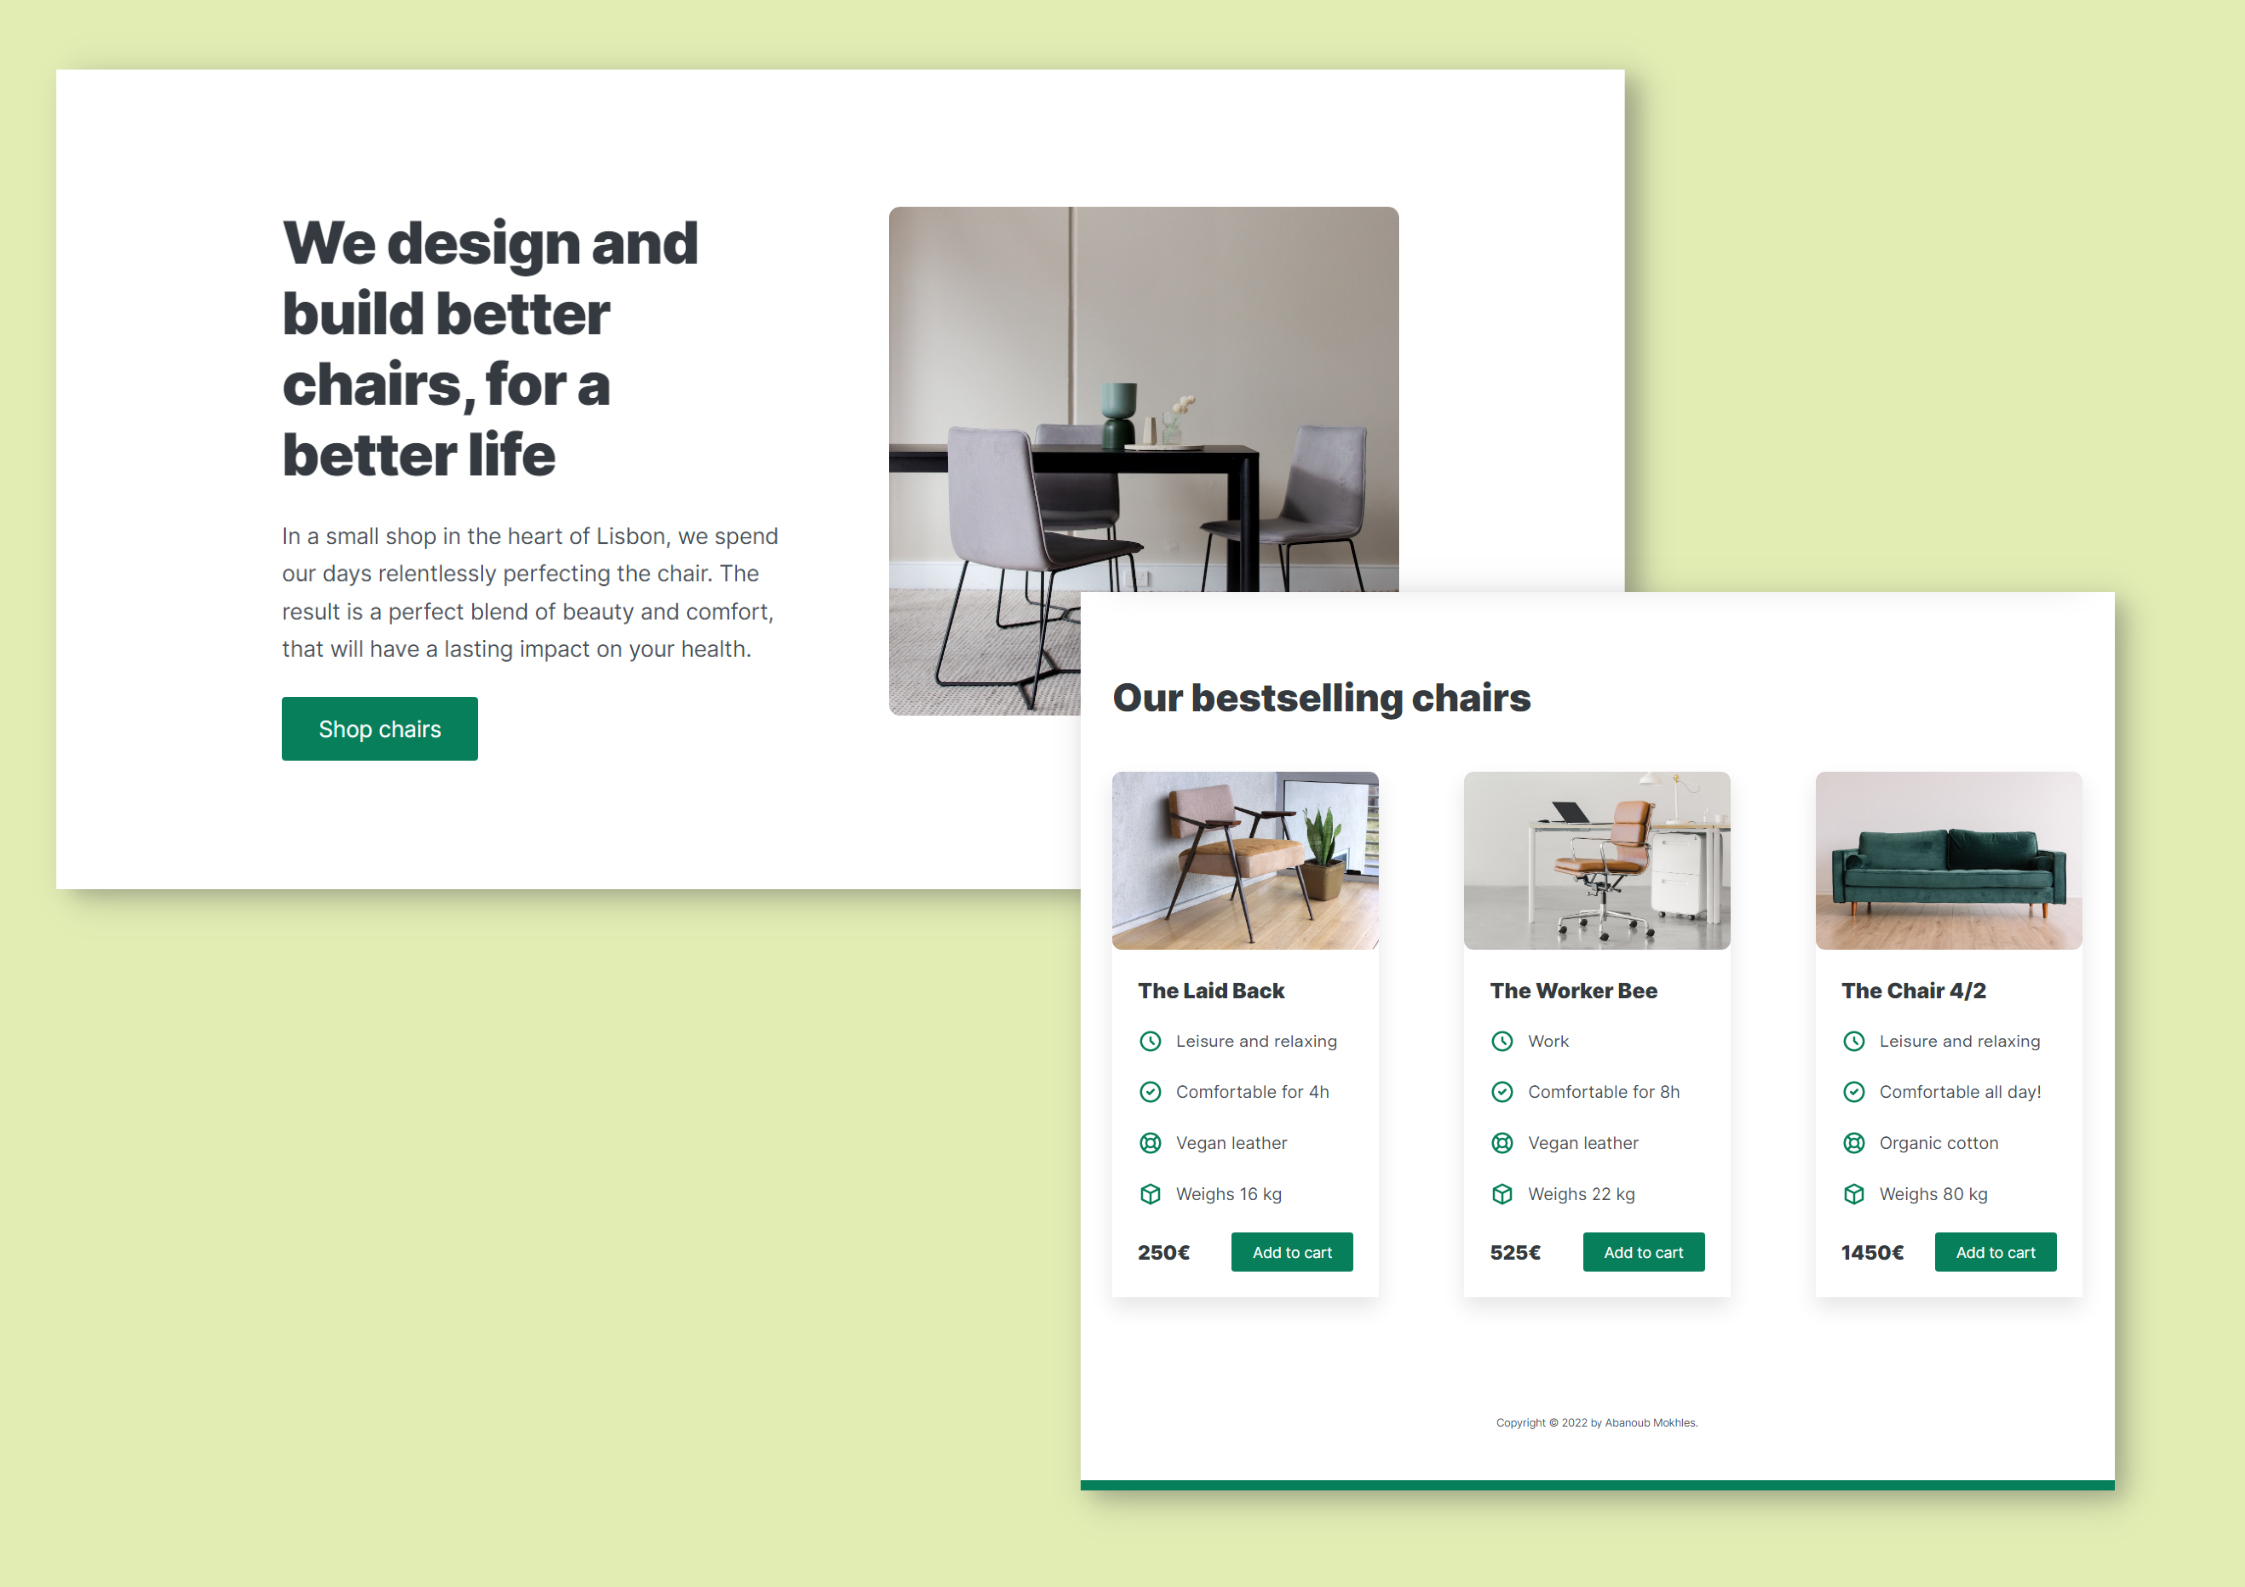 We design and
build better
chairs, for a
better life
In a small shop in the heart of Lisbon, we spend
our days relentlessly perfecting the chair. The
result is a perfect blend of beauty and comfort,
that will have a lasting impact on your health.
Shop chairs
Our bestselling chairs
The Laid Back
Leisure and relaxing
Comfortable for 4h
Vegan leather
Weighs 16 kg
250€
Add to cart
The Worker Bee
Work
Comfortable for 8h
Vegan leather
Weighs 22 kg
525€
Add to cart
The Chair 4/2
Leisure and relaxing
Comfortable all day!
Organic cotton
Weighs 80 kg
1450€
Add to cart
Copyright © 2022 by Abanoub Mokhles.